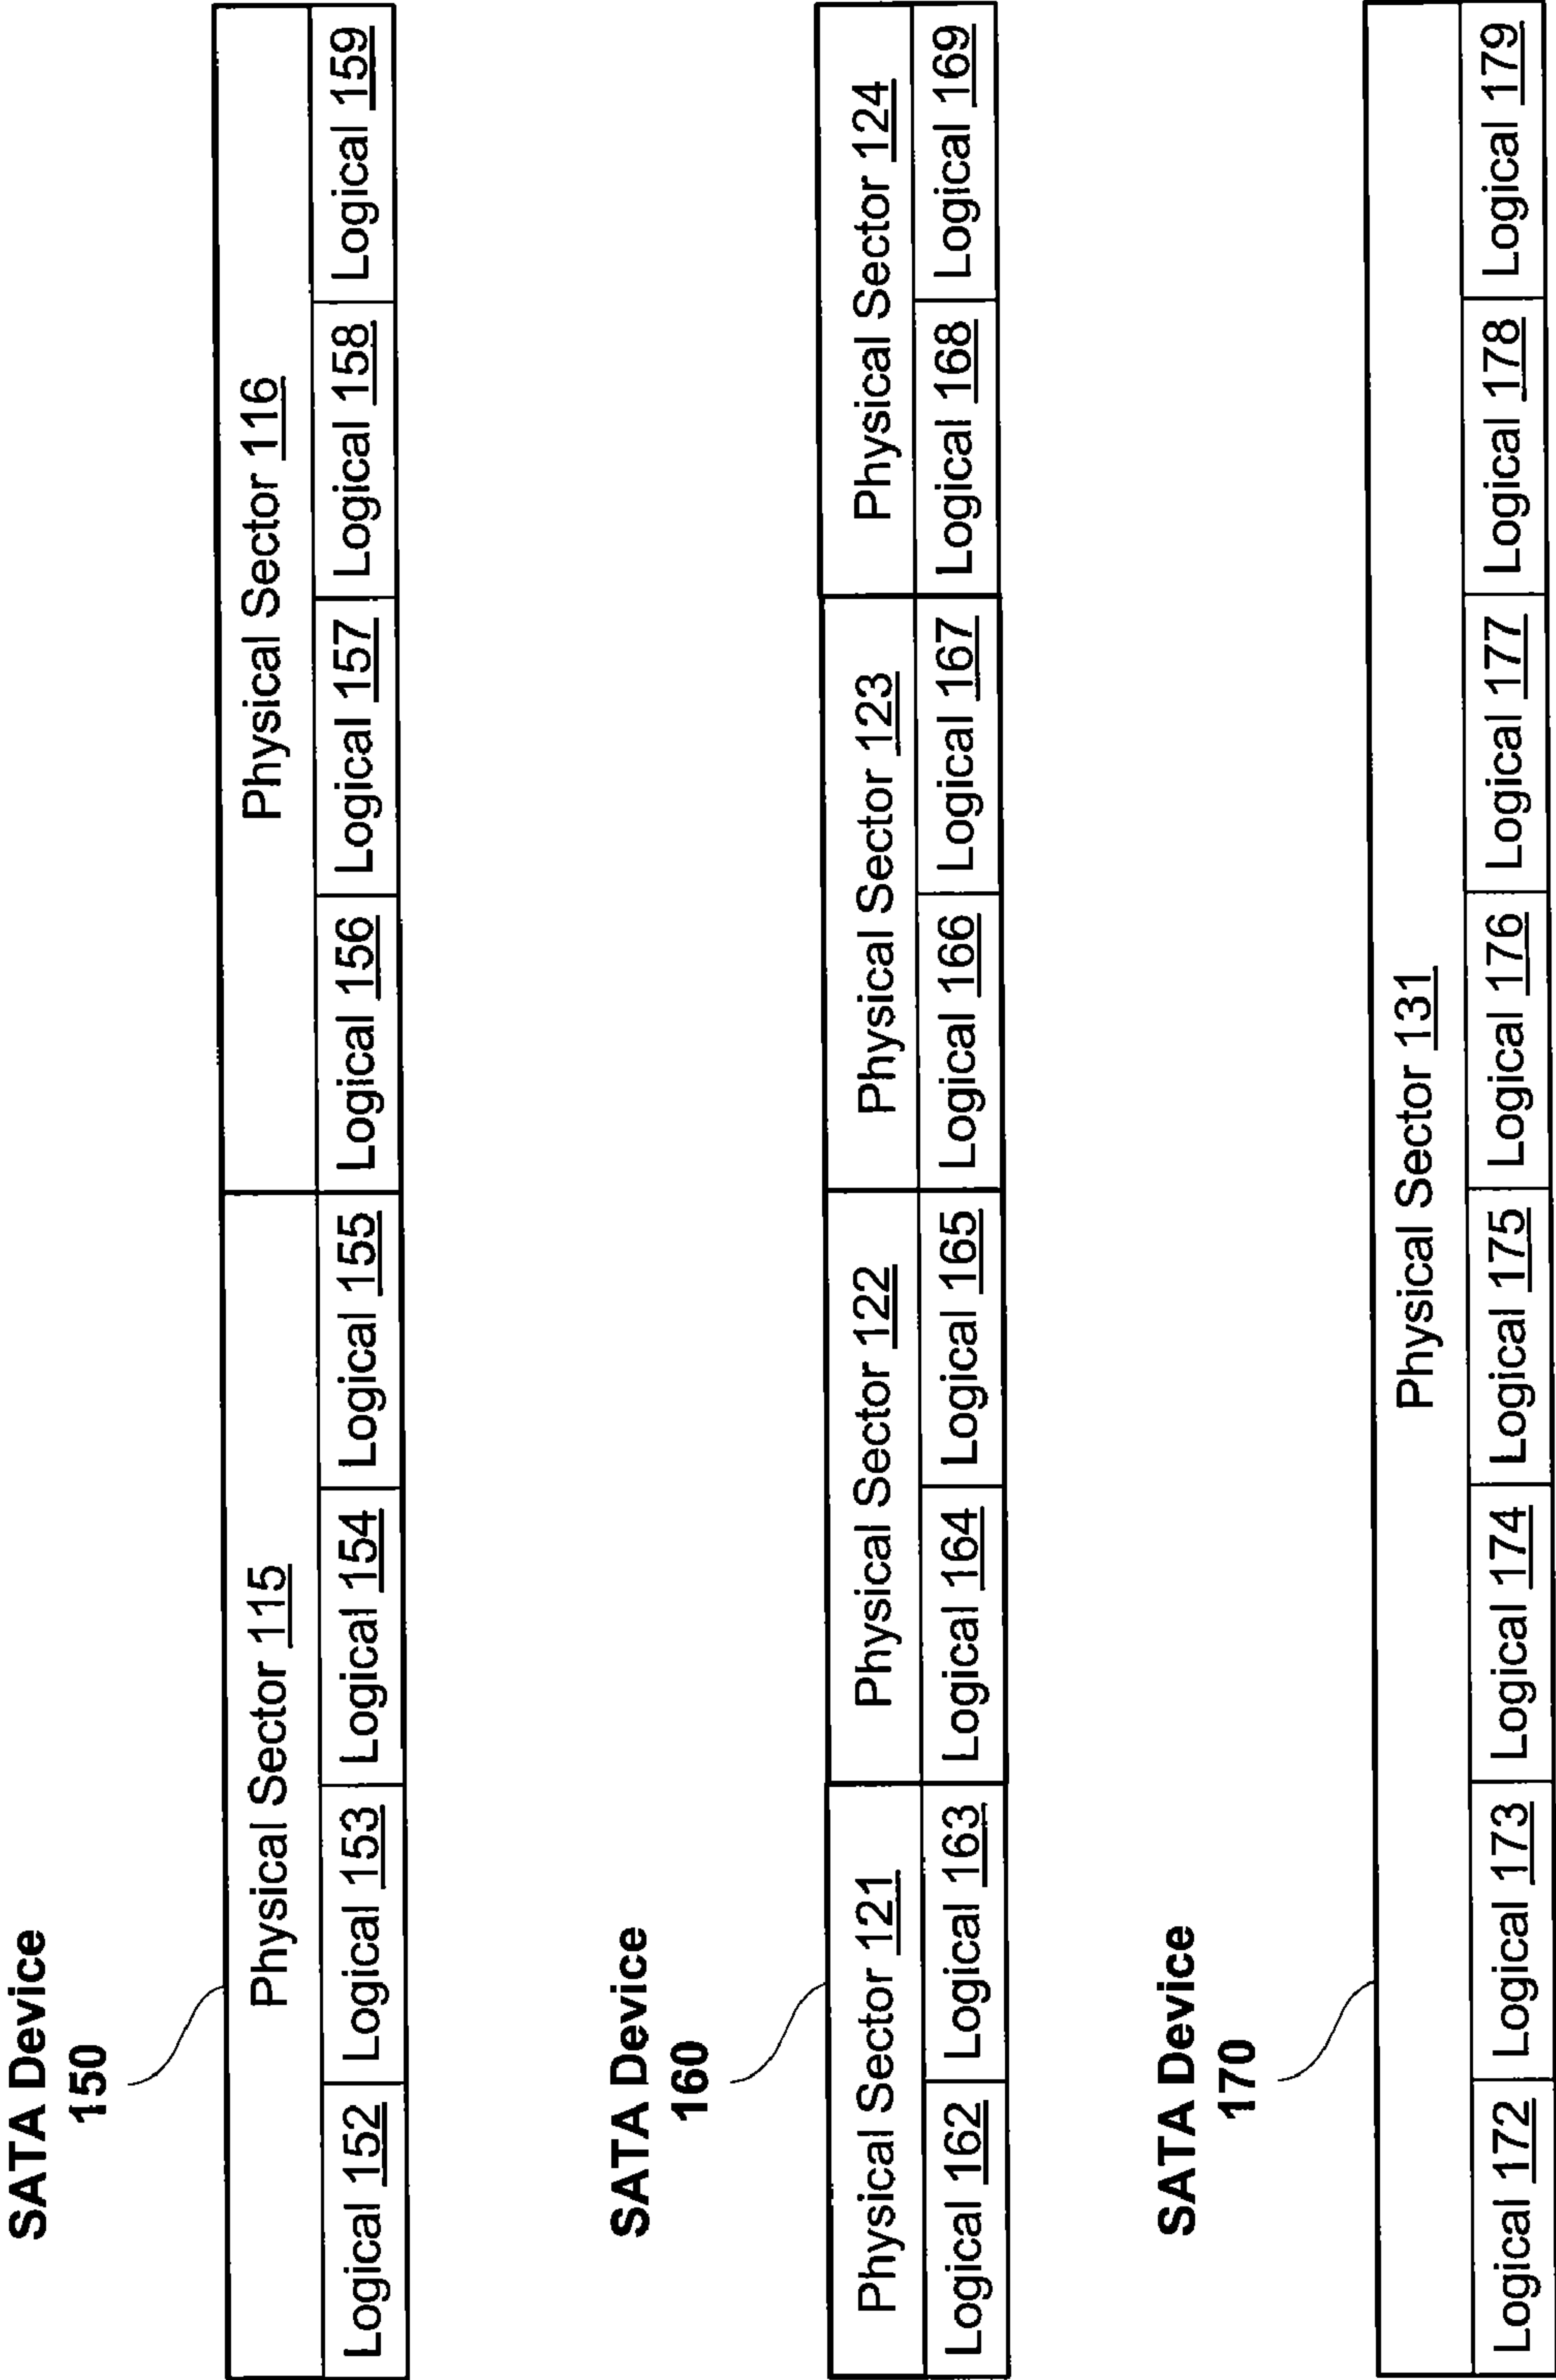 SATA Device
150
Physical Sector 115
Physical Sector 116
Logical 152
Logical 153
Logical 154
Logical 155
Logical 156
Logical 157
Logical 158
Logical 159
SATA Device
160
Physical Sector 121
Physical Sector 122
Physical Sector 123
Physical Sector 124
Logical 162
Logical 163
Logical 164
Logical 165
Logical 166
Logical 167
Logical 168
Logical 169
SATA Device
170
Physical Sector 131
Logical 172
Logical 173
Logical 174
Logical 175
Logical 176
Logical 177
Logical 178
Logical 179